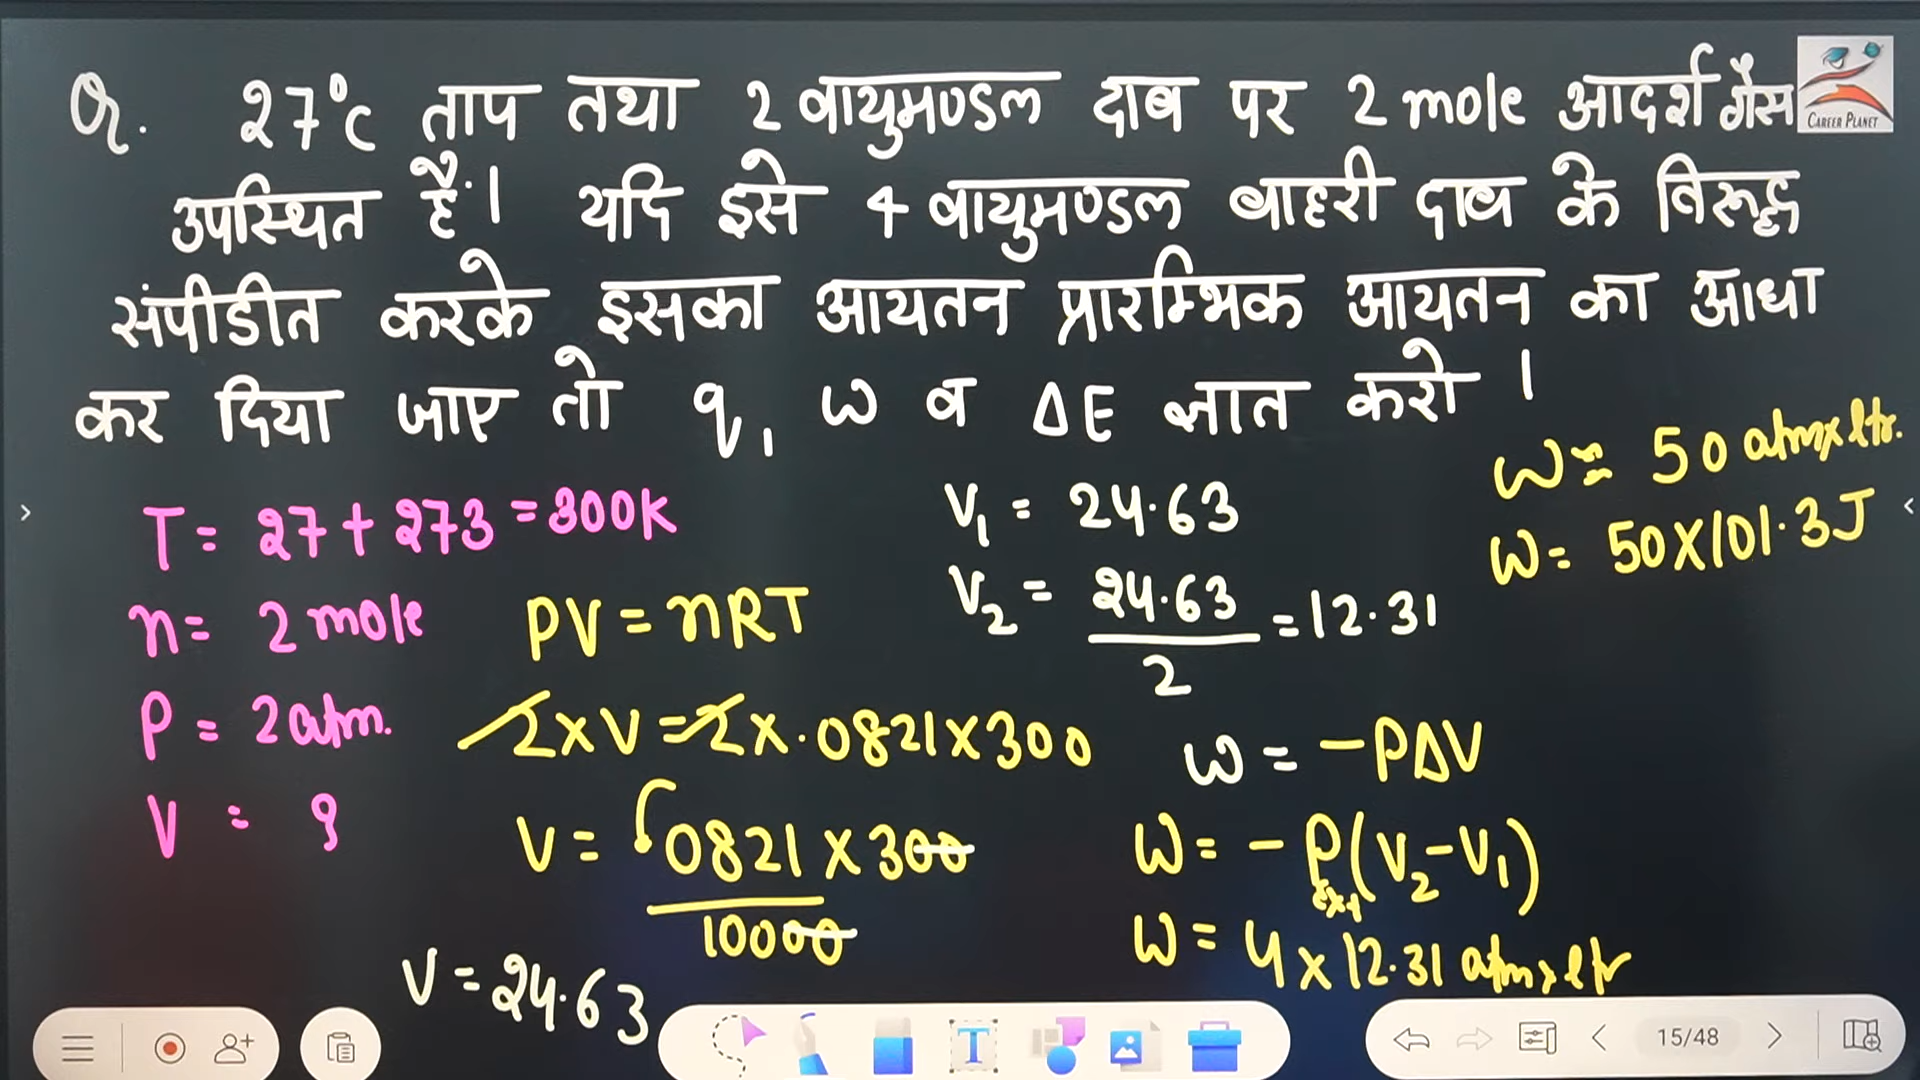 Q. 27°C ताप तथा 2 वायुमण्डल दाब पर 2 mole आदर्श गैस
उपस्थित है। यदि इसे 4 वायुमण्डल बाहरी दाब के विरूद्ध
संपीडीत करके इसका आयतन प्रारम्भिक आयतन का आधा
कर दिया जाए तो q, w व ΔE ज्ञात करो ।
CAREER PLANET
T = 27 + 273 = 300K
n = 2 mole
P = 2 atm.
V = ?
PV = nRT
2 x V = 2 x .0821 x 300
V = 0821 x 300
10000
V = 24.63
V₁ = 24.63
V₂ = 24.63 = 12.31
2
w = -PΔV
W = - Pext (V₂-V₁)
W = 4 x 12.31 atm x ltr
W = 50 atm x ltr.
W = 50 X 101.3 J
15/48